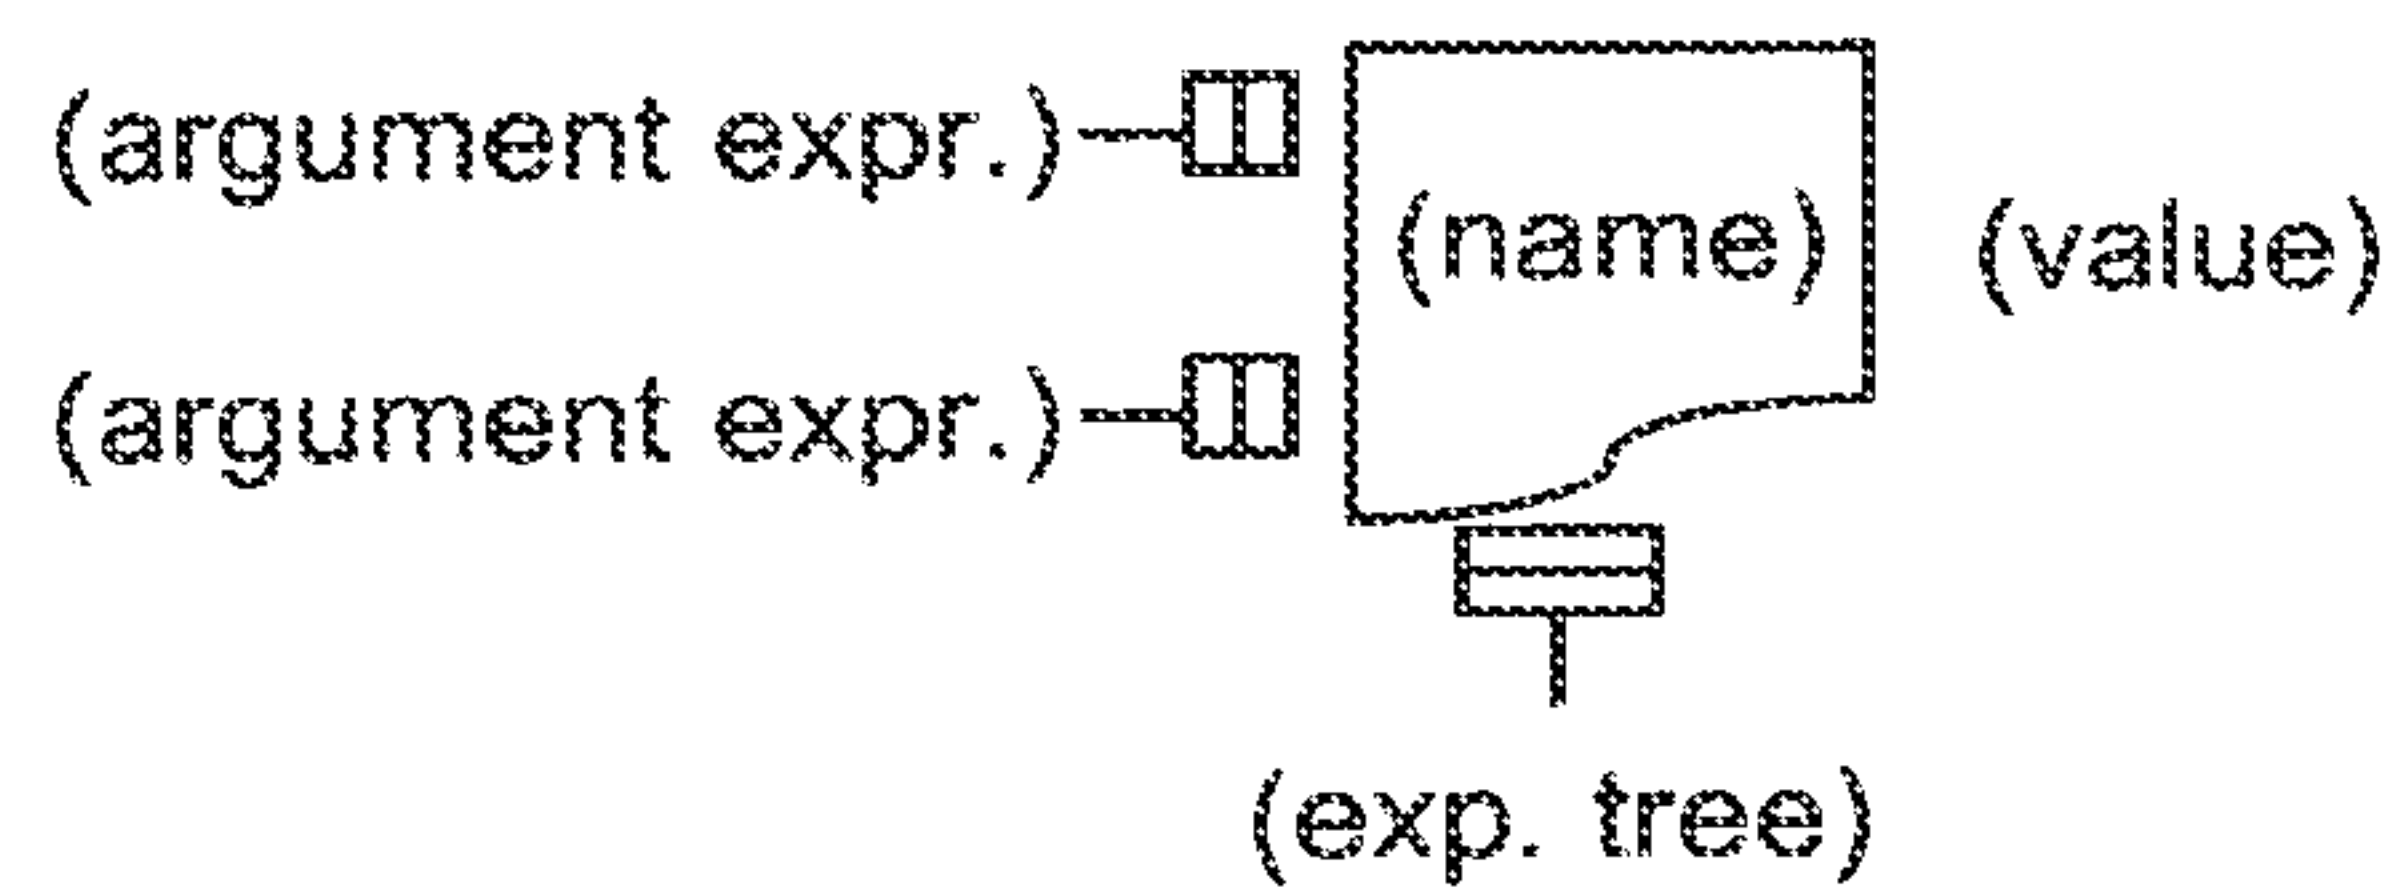 (argument expr.)
(name)
(value)
(argument expr.)
(exp. tree)